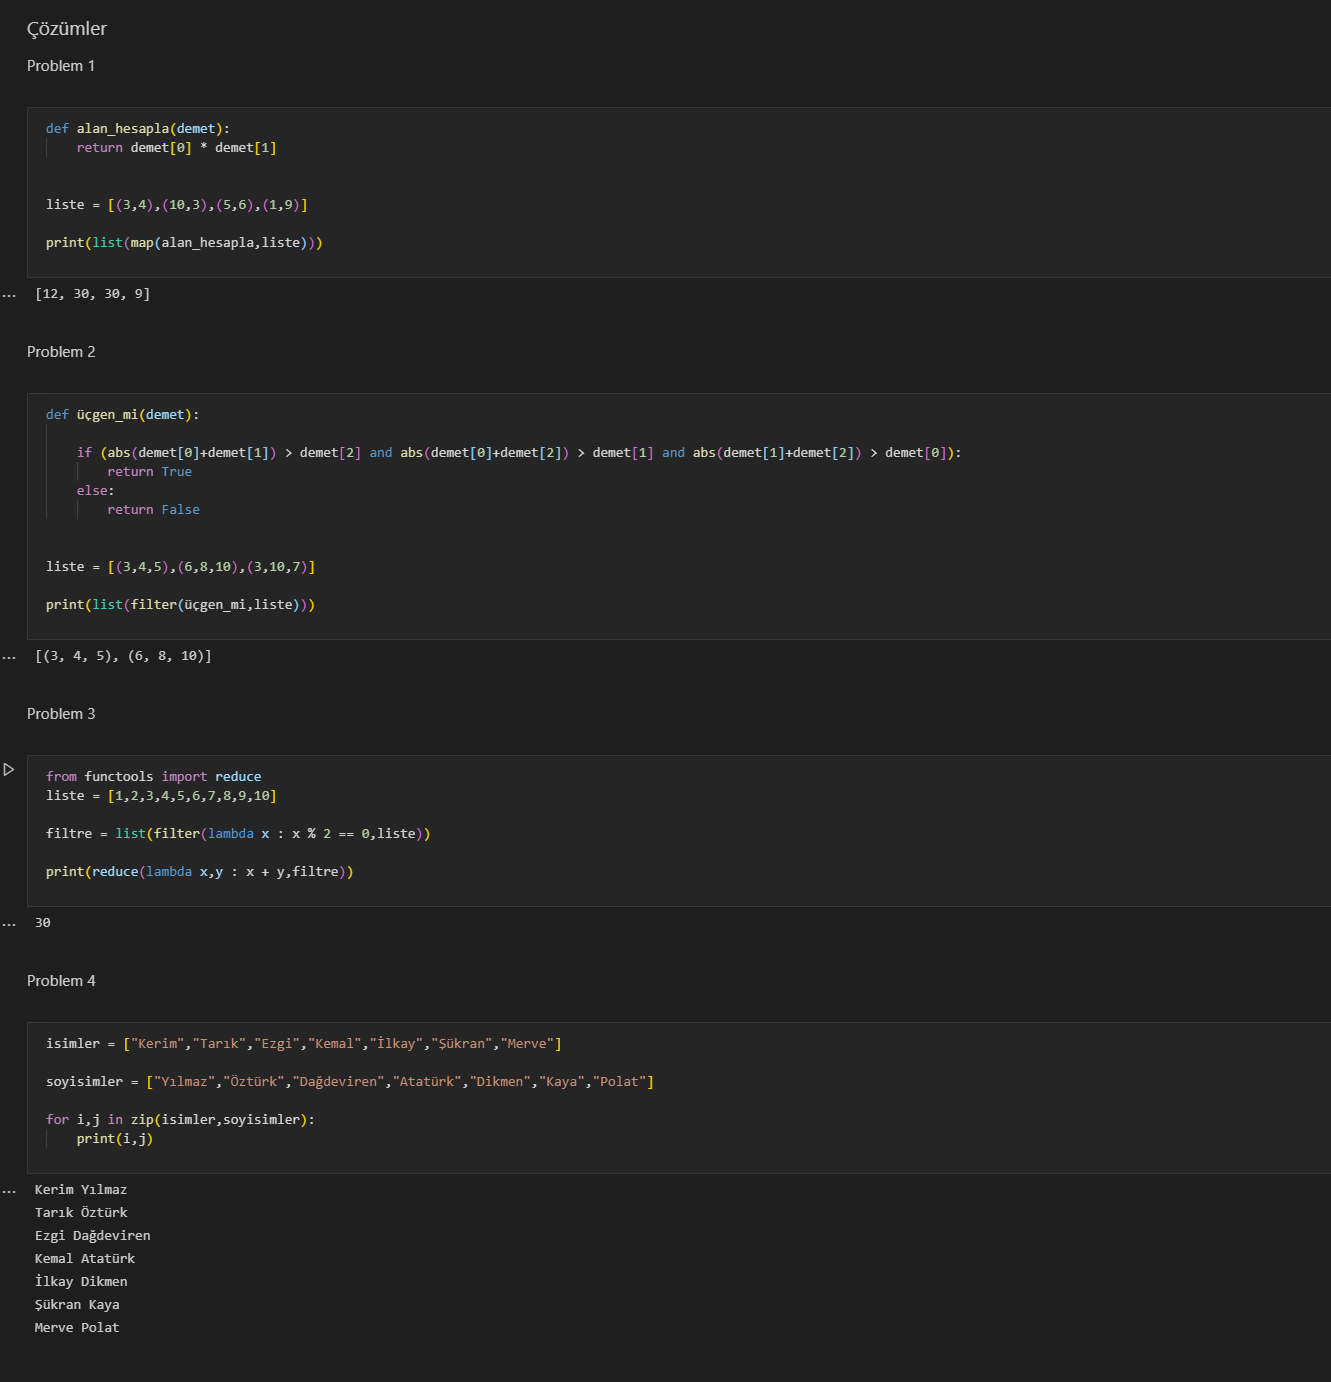 Çözümler
Problem 1
def alan_hesapla(demet):
    return demet[0] * demet[1]
liste = [(3,4),(10,3),(5,6),(1,9)]
print(list(map(alan_hesapla,liste)))
... [12, 30, 30, 9]
Problem 2
def üçgen_mi(demet):
    if (abs(demet[0]+demet[1]) > demet[2] and abs(demet[0]+demet[2]) > demet[1] and abs(demet[1]+demet[2]) > demet[0]):
        return True
    else:
        return False
liste = [(3,4,5),(6,8,10),(3,10,7)]
print(list(filter(üçgen_mi,liste)))
... [(3, 4, 5), (6, 8, 10)]
Problem 3
from functools import reduce
liste = [1,2,3,4,5,6,7,8,9,10]
filtre = list(filter(lambda x : x % 2 == 0,liste))
print(reduce(lambda x,y : x + y,filtre))
... 30
Problem 4
isimler = ["Kerim","Tarık","Ezgi","Kemal","İlkay","Şükran","Merve"]
soyisimler = ["Yılmaz","Öztürk","Dağdeviren","Atatürk","Dikmen","Kaya","Polat"]
for i,j in zip(isimler,soyisimler):
    print(i,j)
... Kerim Yılmaz
Tarık Öztürk
Ezgi Dağdeviren
Kemal Atatürk
İlkay Dikmen
Şükran Kaya
Merve Polat